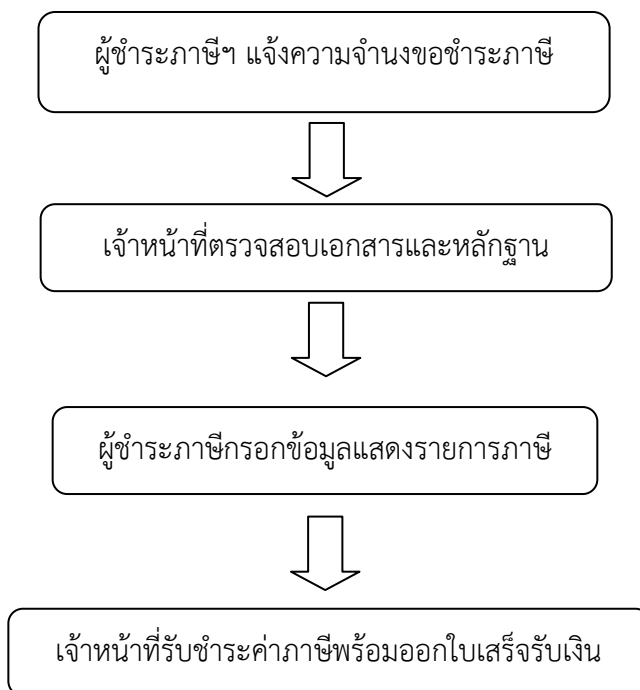 ผู้ชำระภาษีฯ แจ้งความจำนงขอชำระภาษี
เจ้าหน้าที่ตรวจสอบเอกสารและหลักฐาน
ผู้ชำระภาษีกรอกข้อมูลแสดงรายการภาษี
เจ้าหน้าที่รับชำระค่าภาษีพร้อมออกใบเสร็จรับเงิน